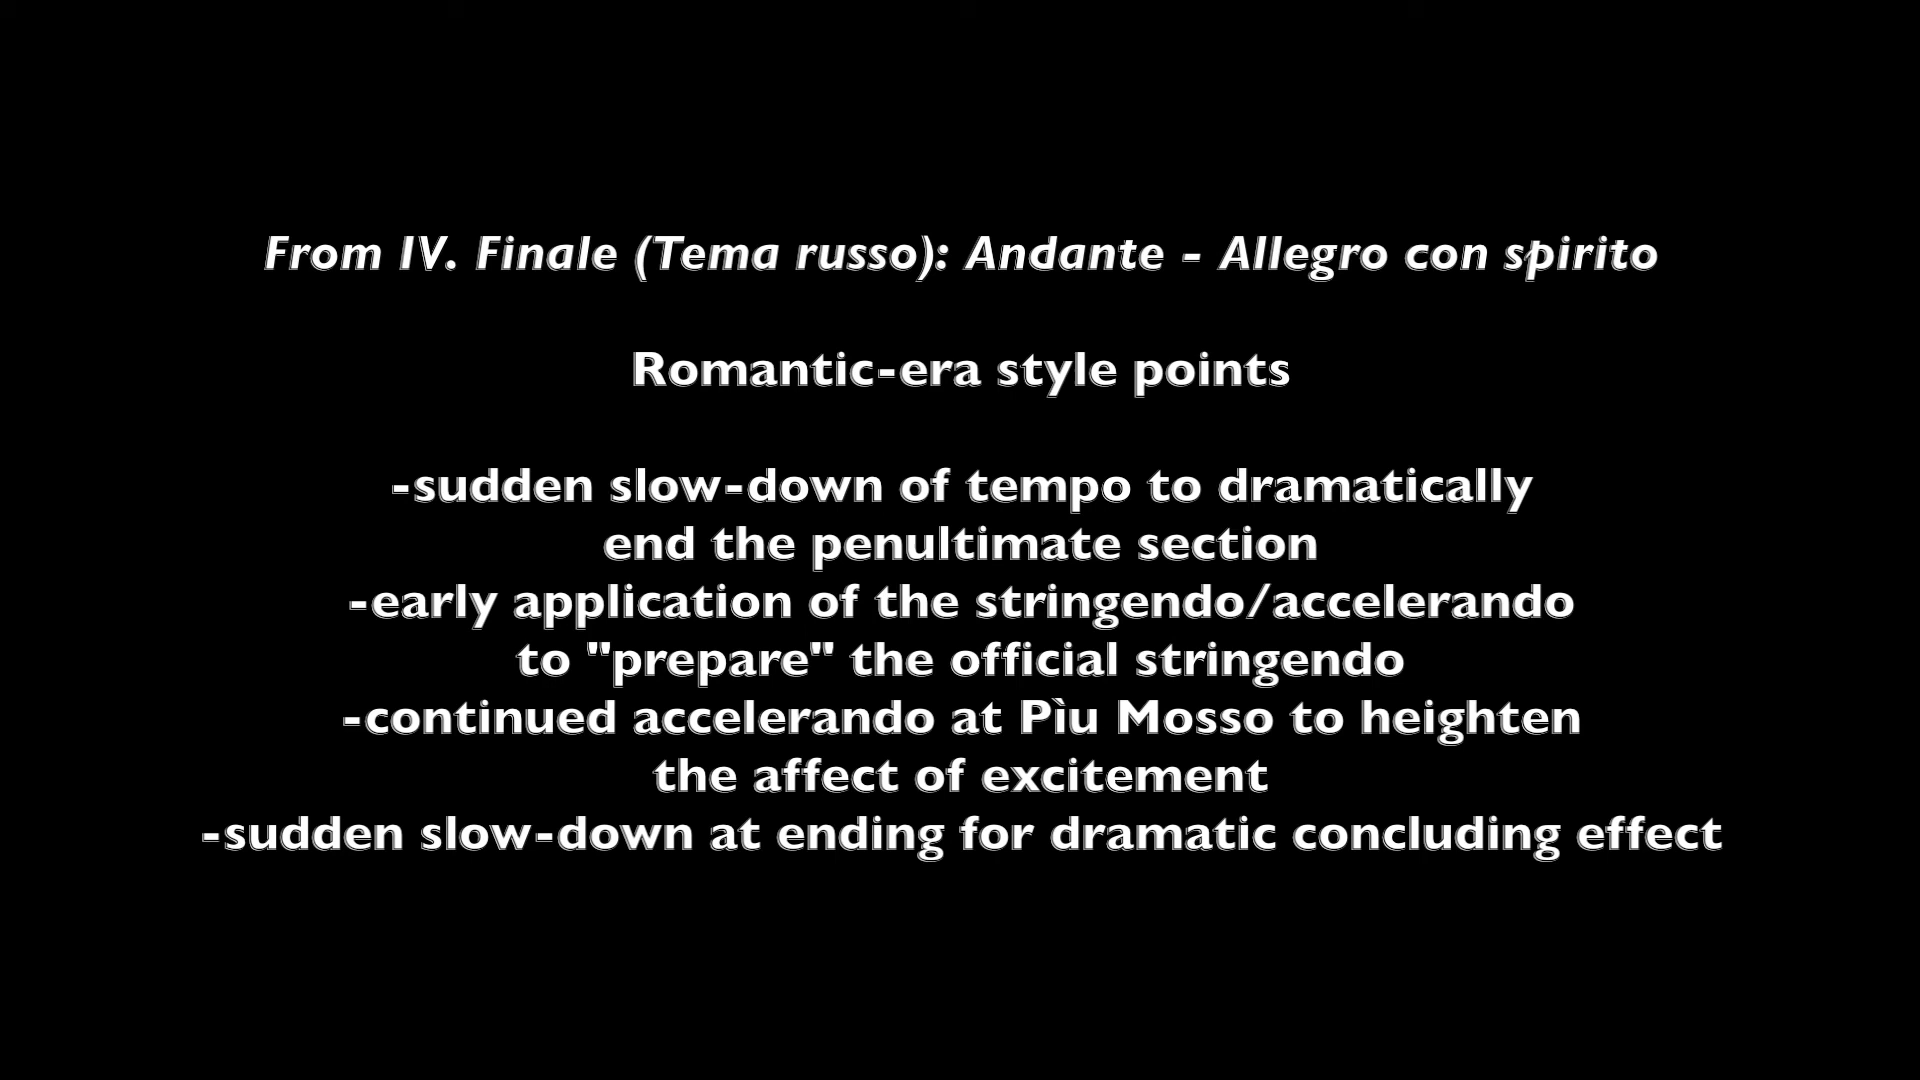 From IV. Finale (Tema russo): Andante - Allegro con spirito
Romantic-era style points
-sudden slow-down of tempo to dramatically
end the penultimate section
-early application of the stringendo/accelerando
to "prepare" the official stringendo
-continued accelerando at Pìu Mosso to heighten
the affect of excitement
-sudden slow-down at ending for dramatic concluding effect